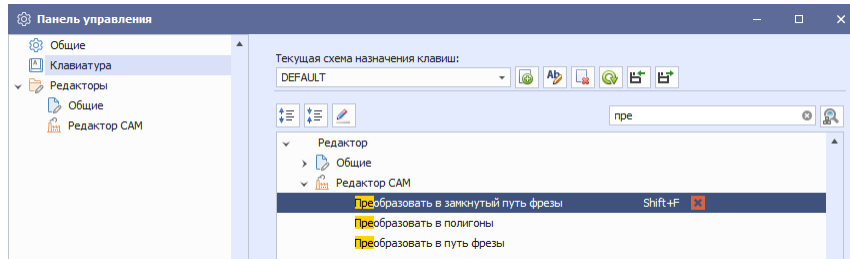 Панель управления
Общие
Клавиатура
Редакторы
Общие
Редактор CAM
Текущая схема назначения клавиш:
DEFAULT
пре
Редактор
Общие
Редактор CAM
Преобразовать в замкнутый путь фрезы Shift+F
Преобразовать в полигоны
Преобразовать в путь фрезы